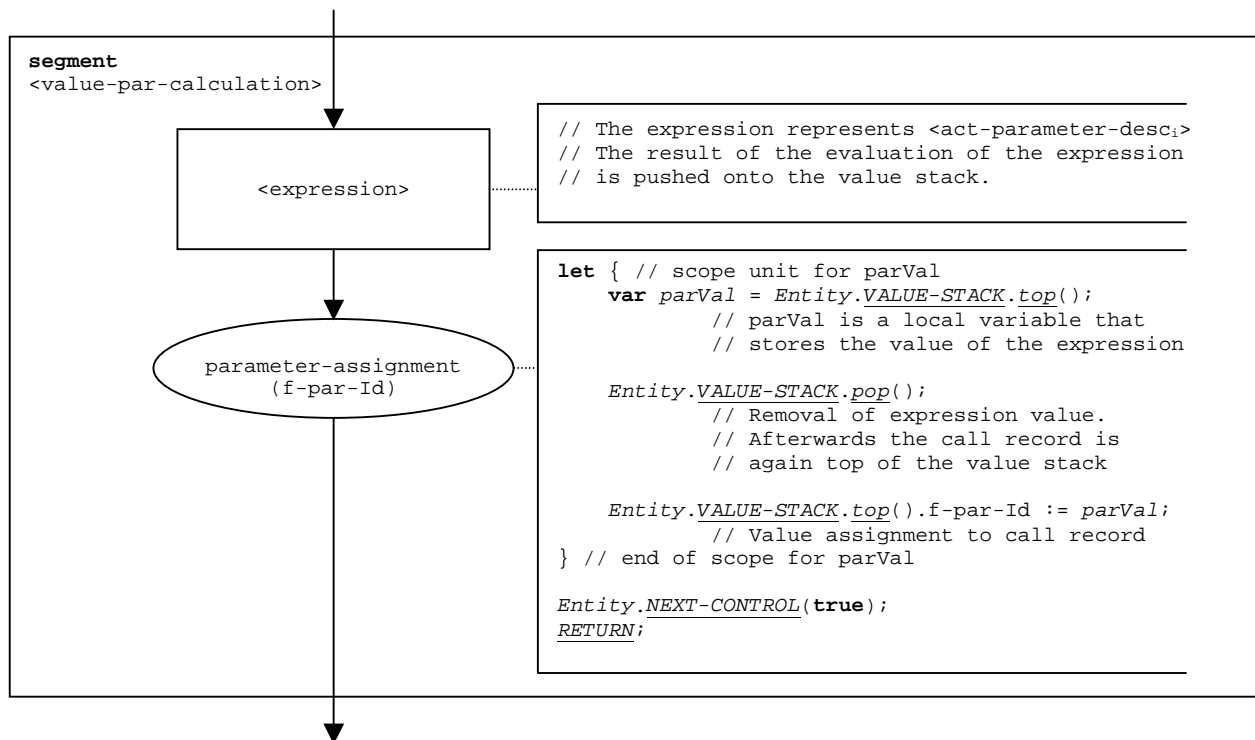 segment
<value-par-calculation>
<expression>
// The expression represents <act-parameter-descᵢ>
// The result of the evaluation of the expression
// is pushed onto the value stack.
parameter-assignment
(f-par-Id)
let { // scope unit for parVal
var parVal = Entity.VALUE-STACK.top();
// parVal is a local variable that
// stores the value of the expression
Entity.VALUE-STACK.pop();
// Removal of expression value.
// Afterwards the call record is
// again top of the value stack
Entity.VALUE-STACK.top().f-par-Id := parVal;
// Value assignment to call record
} // end of scope for parVal
Entity.NEXT-CONTROL(true);
RETURN;